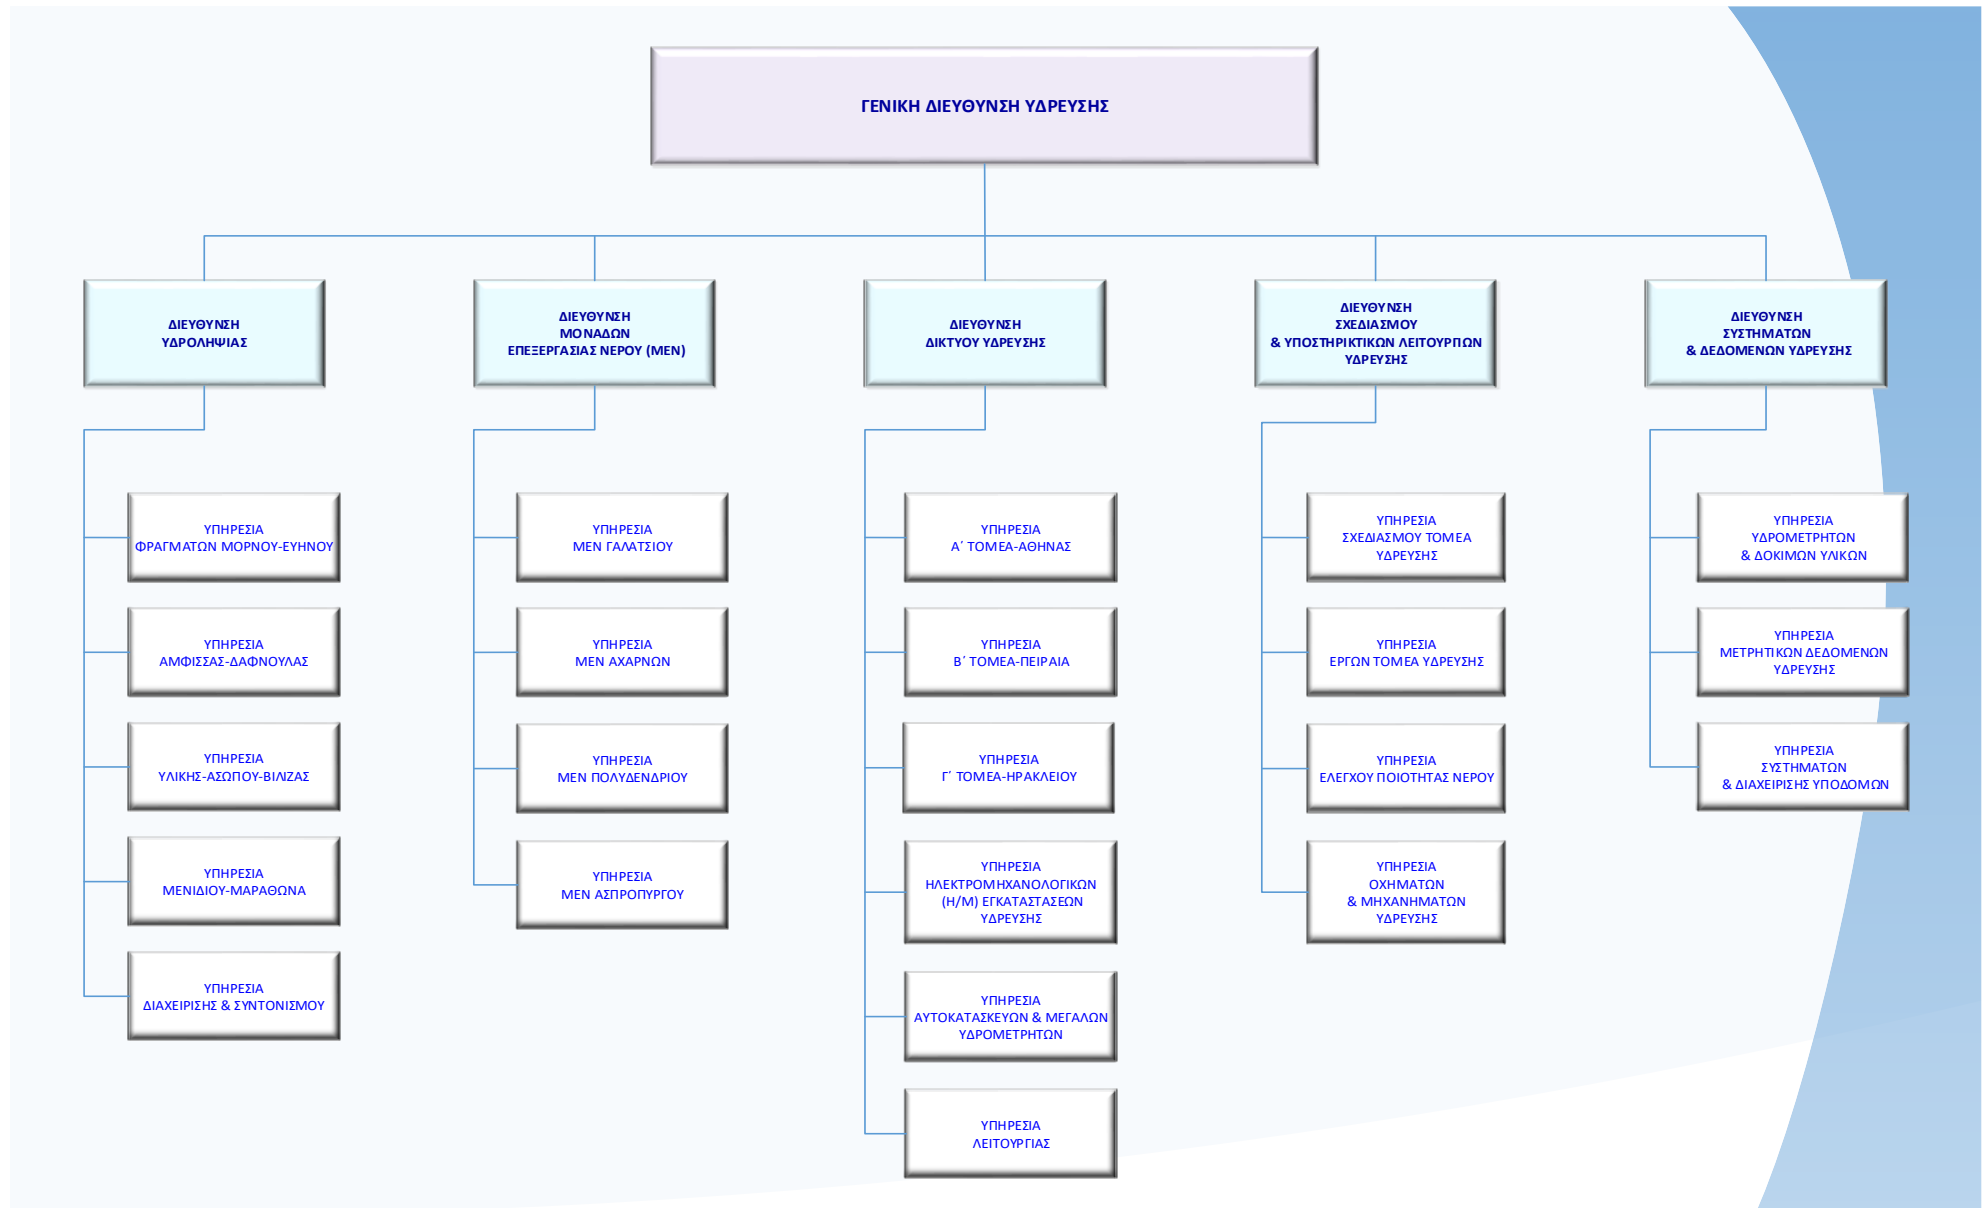 ΓΕΝΙΚΗ ΔΙΕΥΘΥΝΣΗ ΥΔΡΕΥΣΗΣ
ΔΙΕΥΘΥΝΣΗ
ΥΔΡΟΛΗΨΙΑΣ
ΥΠΗΡΕΣΙΑ
ΦΡΑΓΜΑΤΩΝ ΜΟΡΝΟΥ-ΕΥΗΝΟΥ
ΥΠΗΡΕΣΙΑ
ΑΜΦΙΣΣΑΣ-ΔΑΦΝΟΥΛΑΣ
ΥΠΗΡΕΣΙΑ
ΥΛΙΚΗΣ-ΑΣΩΠΟΥ-ΒΙΛΙΖΑΣ
ΥΠΗΡΕΣΙΑ
ΜΕΝΙΔΙΟΥ-ΜΑΡΑΘΩΝΑ
ΥΠΗΡΕΣΙΑ
ΔΙΑΧΕΙΡΙΣΗΣ & ΣΥΝΤΟΝΙΣΜΟΥ
ΔΙΕΥΘΥΝΣΗ
ΜΟΝΑΔΩΝ
ΕΠΕΞΕΡΓΑΣΙΑΣ ΝΕΡΟΥ (ΜΕΝ)
ΥΠΗΡΕΣΙΑ
ΜΕΝ ΓΑΛΑΤΣΙΟΥ
ΥΠΗΡΕΣΙΑ
ΜΕΝ ΑΧΑΡΝΩΝ
ΥΠΗΡΕΣΙΑ
ΜΕΝ ΠΟΛΥΔΕΝΔΡΙΟΥ
ΥΠΗΡΕΣΙΑ
ΜΕΝ ΑΣΠΡΟΠΥΡΓΟΥ
ΔΙΕΥΘΥΝΣΗ
ΔΙΚΤΥΟΥ ΥΔΡΕΥΣΗΣ
ΥΠΗΡΕΣΙΑ
Α΄ ΤΟΜΕΑ-ΑΘΗΝΑΣ
ΥΠΗΡΕΣΙΑ
Β΄ ΤΟΜΕΑ-ΠΕΙΡΑΙΑ
ΥΠΗΡΕΣΙΑ
Γ΄ ΤΟΜΕΑ-ΗΡΑΚΛΕΙΟΥ
ΥΠΗΡΕΣΙΑ
ΗΛΕΚΤΡΟΜΗΧΑΝΟΛΟΓΙΚΩΝ
(Η/Μ) ΕΓΚΑΤΑΣΤΑΣΕΩΝ
ΥΔΡΕΥΣΗΣ
ΥΠΗΡΕΣΙΑ
ΑΥΤΟΚΑΤΑΣΚΕΥΩΝ & ΜΕΓΑΛΩΝ
ΥΔΡΟΜΕΤΡΗΤΩΝ
ΥΠΗΡΕΣΙΑ
ΛΕΙΤΟΥΡΓΙΑΣ
ΔΙΕΥΘΥΝΣΗ
ΣΧΕΔΙΑΣΜΟΥ
& ΥΠΟΣΤΗΡΙΚΤΙΚΩΝ ΛΕΙΤΟΥΡΓΙΩΝ
ΥΔΡΕΥΣΗΣ
ΥΠΗΡΕΣΙΑ
ΣΧΕΔΙΑΣΜΟΥ ΤΟΜΕΑ
ΥΔΡΕΥΣΗΣ
ΥΠΗΡΕΣΙΑ
ΕΡΓΩΝ ΤΟΜΕΑ ΥΔΡΕΥΣΗΣ
ΥΠΗΡΕΣΙΑ
ΕΛΕΓΧΟΥ ΠΟΙΟΤΗΤΑΣ ΝΕΡΟΥ
ΥΠΗΡΕΣΙΑ
ΟΧΗΜΑΤΩΝ
& ΜΗΧΑΝΗΜΑΤΩΝ
ΥΔΡΕΥΣΗΣ
ΔΙΕΥΘΥΝΣΗ
ΣΥΣΤΗΜΑΤΩΝ
& ΔΕΔΟΜΕΝΩΝ ΥΔΡΕΥΣΗΣ
ΥΠΗΡΕΣΙΑ
ΥΔΡΟΜΕΤΡΗΤΩΝ
& ΔΟΚΙΜΩΝ ΥΛΙΚΩΝ
ΥΠΗΡΕΣΙΑ
ΜΕΤΡΗΤΙΚΩΝ ΔΕΔΟΜΕΝΩΝ
ΥΔΡΕΥΣΗΣ
ΥΠΗΡΕΣΙΑ
ΣΥΣΤΗΜΑΤΩΝ
& ΔΙΑΧΕΙΡΙΣΗΣ ΥΠΟΔΟΜΩΝ